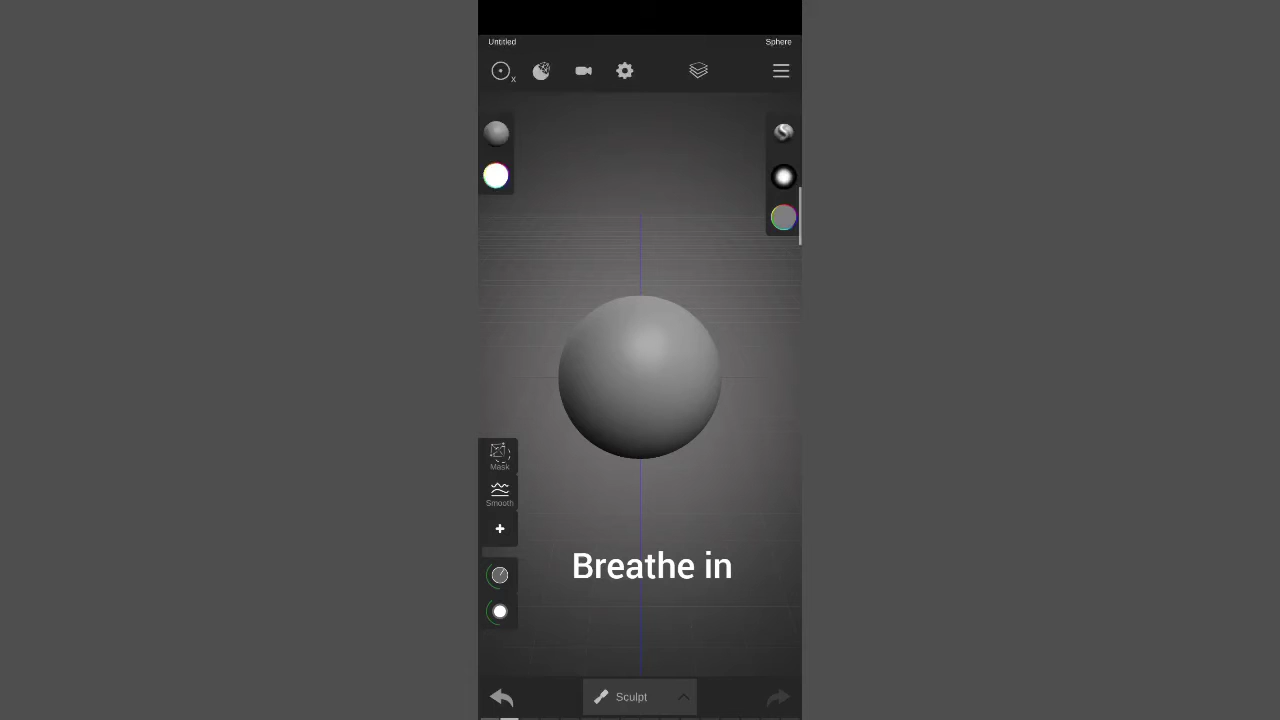 Untitled
Sphere
x
Mask
Smooth
Breathe in
Sculpt